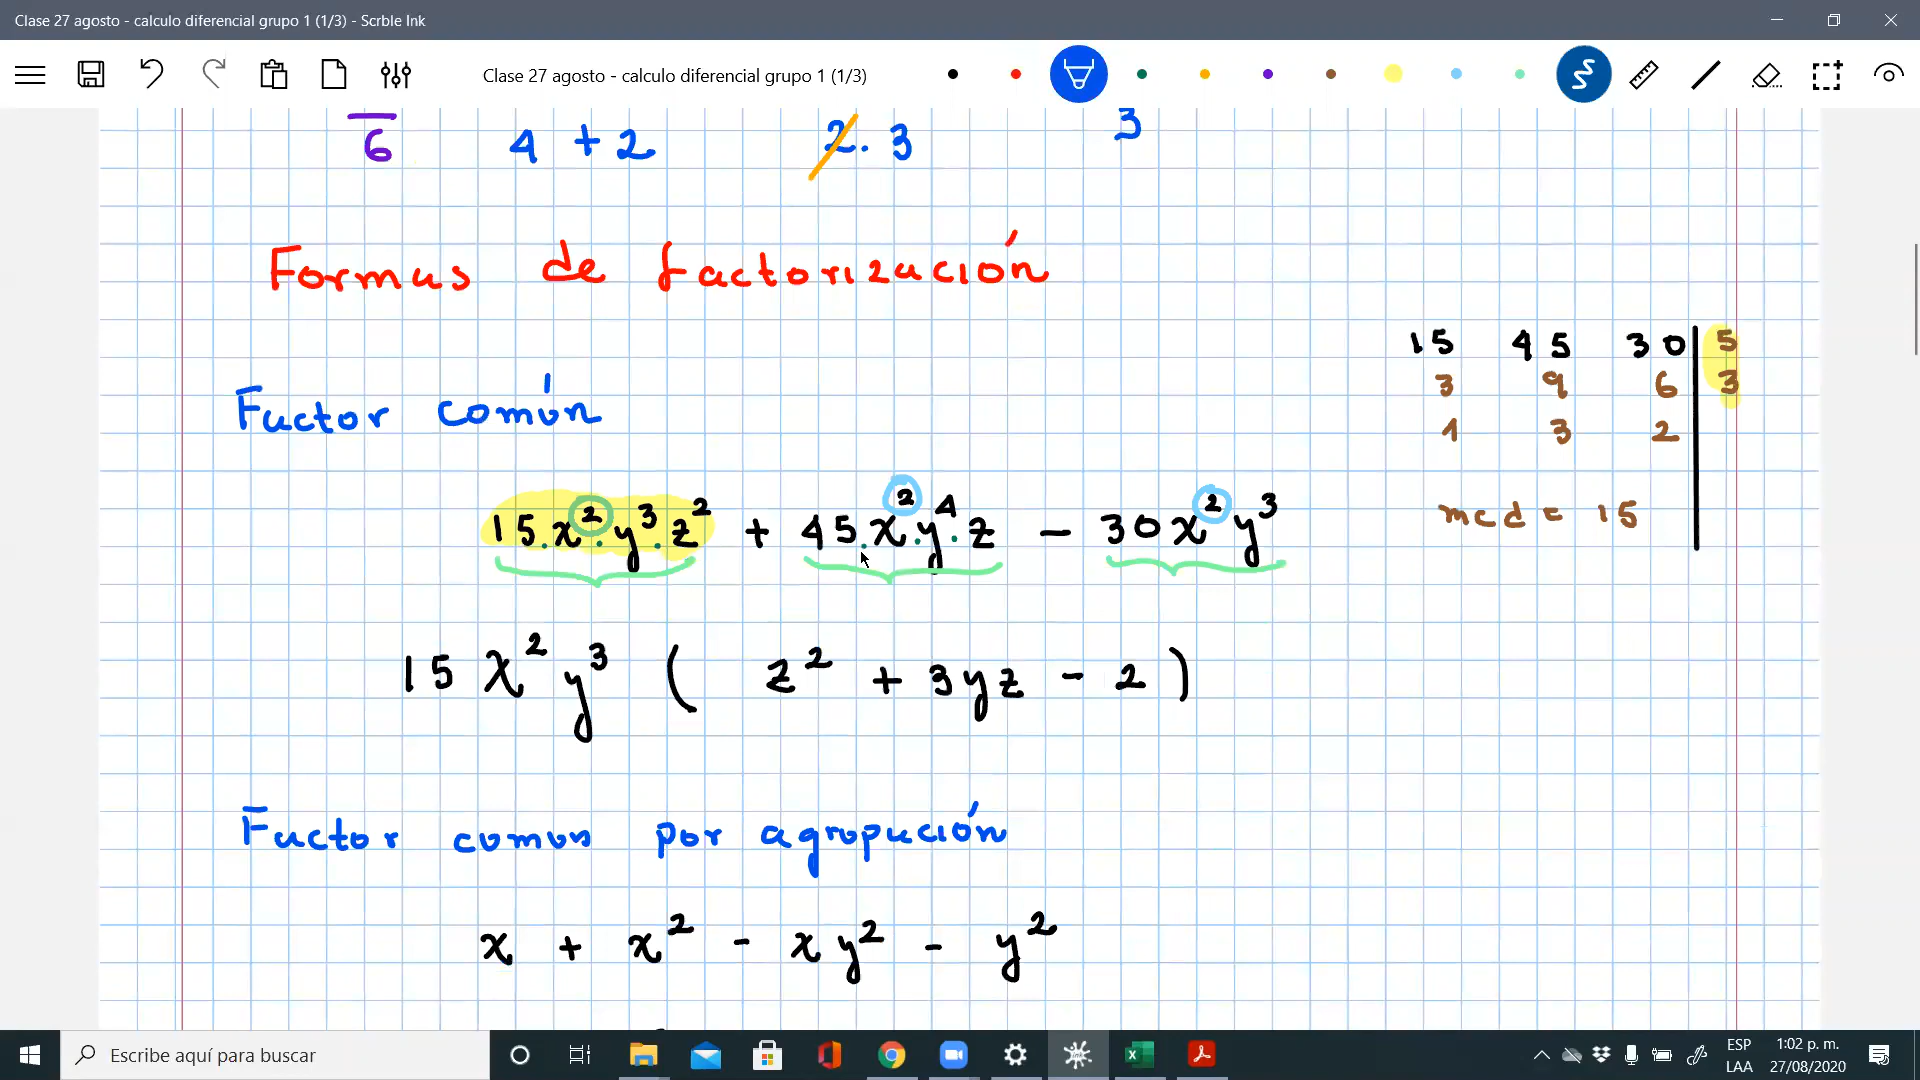 Clase 27 agosto - calculo diferencial grupo 1 (1/3) - Scrble Ink
Clase 27 agosto - calculo diferencial grupo 1 (1/3)
6 4 + 2 2 . 3 3
Formas de factorización
15 45 30 | 5
3 9 6 | 3
1 3 2
mcd = 15
Factor común
15.x².y³.z² + 45.x².y⁴.z - 30x²y³
15 x² y³ ( z² + 3yz - 2 )
Factor comun por agropución
x + x² - xy² - y²
Escribe aquí para buscar
ESP
LAA
1:02 p. m.
27/08/2020